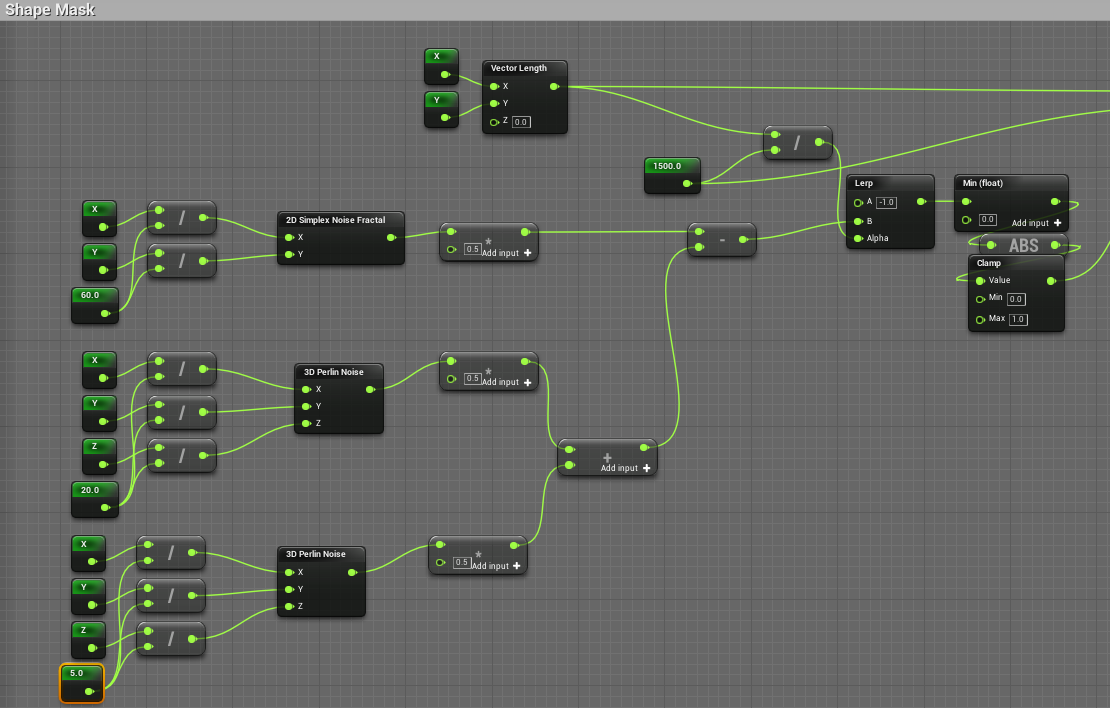 Shape Mask
X
Vector Length
X
Y
Y
Z 0.0
/
1500.0
Lerp
A -1.0
B
Alpha
Min (float)
0.0
Add input +
ABS
Clamp
Value
Min 0.0
Max 1.0
X
/
2D Simplex Noise Fractal
X
Y
Y
/
60.0
*
0.5
Add input +
-
X
/
3D Perlin Noise
X
Y
Z
Y
/
Z
/
20.0
*
0.5
Add input +
+
Add input +
X
/
3D Perlin Noise
X
Y
Z
Y
/
Z
/
5.0
*
0.5
Add input +